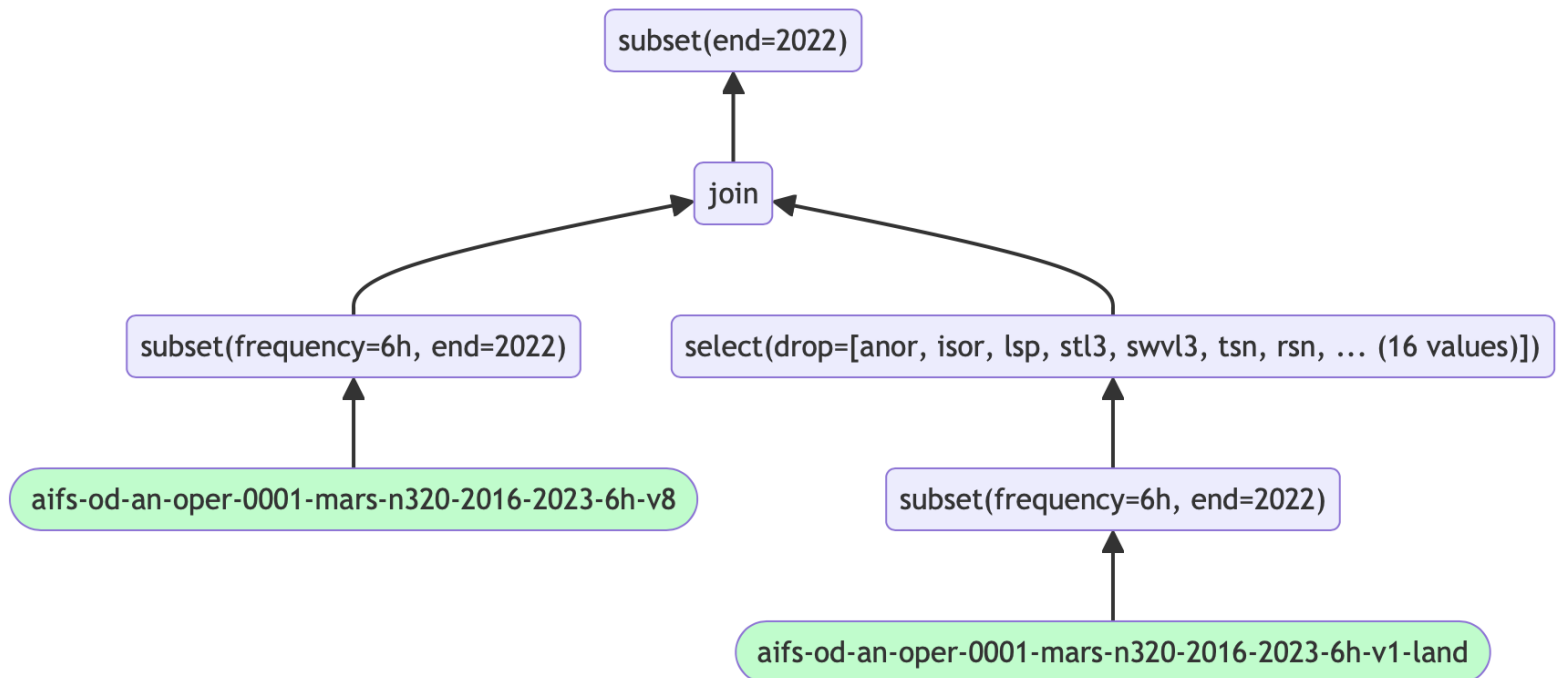 subset(end=2022)
join
subset(frequency=6h, end=2022)
select(drop=[anor, isor, lsp, stl3, swvl3, tsn, rsn, ... (16 values)])
aifs-od-an-oper-0001-mars-n320-2016-2023-6h-v8
subset(frequency=6h, end=2022)
aifs-od-an-oper-0001-mars-n320-2016-2023-6h-v1-land